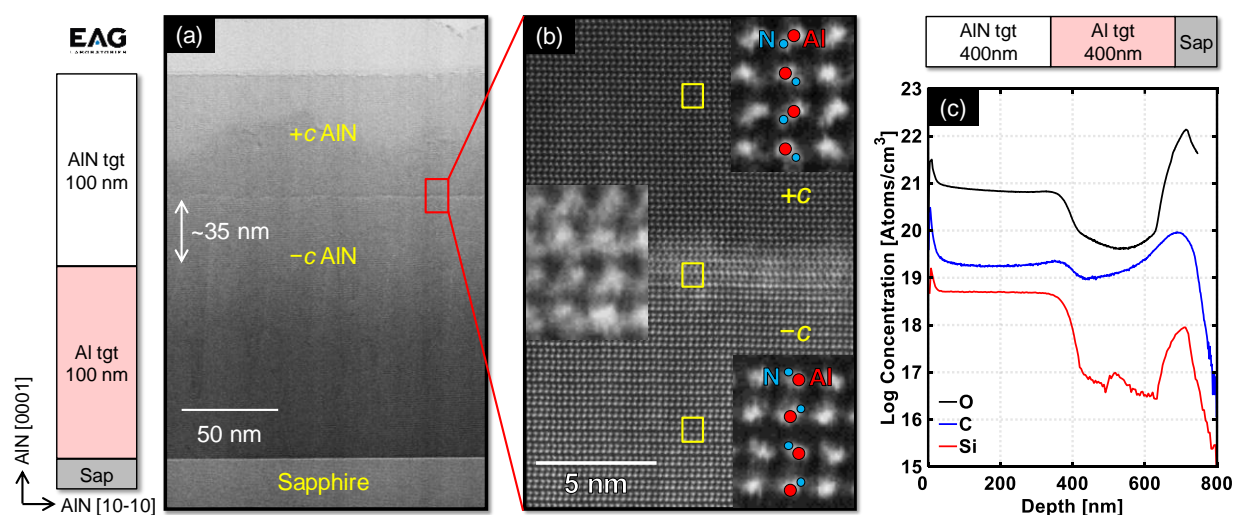 EAG
LABORATORIES
AlN tgt
100 nm
Al tgt
100 nm
Sap
AlN [0001]
AlN [10-10]
(a)
+c AlN
~35 nm
−c AlN
50 nm
Sapphire
(b)
N Al
+c
−c
N Al
5 nm
AlN tgt
400nm
Al tgt
400nm
Sap
(c)
Log Concentration [Atoms/cm3]
23
22
21
20
19
18
17
16
15
O
C
Si
0 200 400 600 800
Depth [nm]